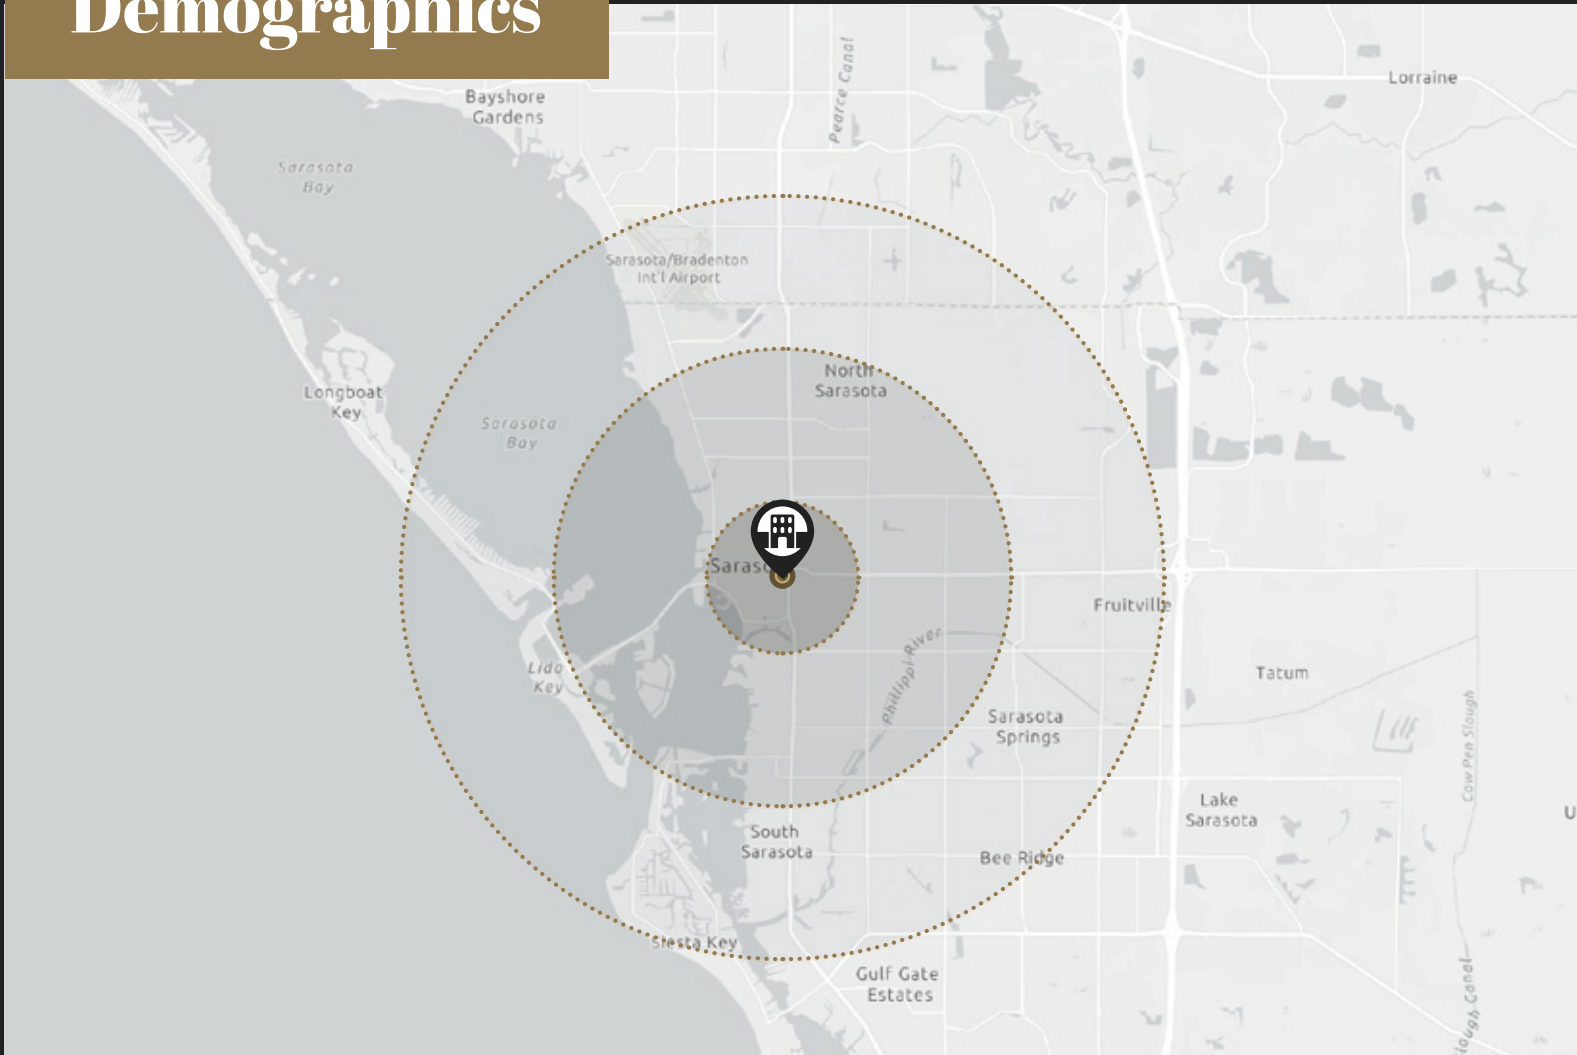 Demographics
Lorraine
Bayshore
Gardens
Pearce Canal
Sarasota
Bay
Sarasota/Bradenton
Int'l Airport
North
Sarasota
Longboat
Key
Sarasota
Bay
Fruitville
Phillippi River
Lido
Key
Tatum
Sarasota
Springs
Cow Pen Slough
Lake
Sarasota
South
Sarasota
Bee Ridge
Siesta Key
Gulf Gate
Estates
Canal